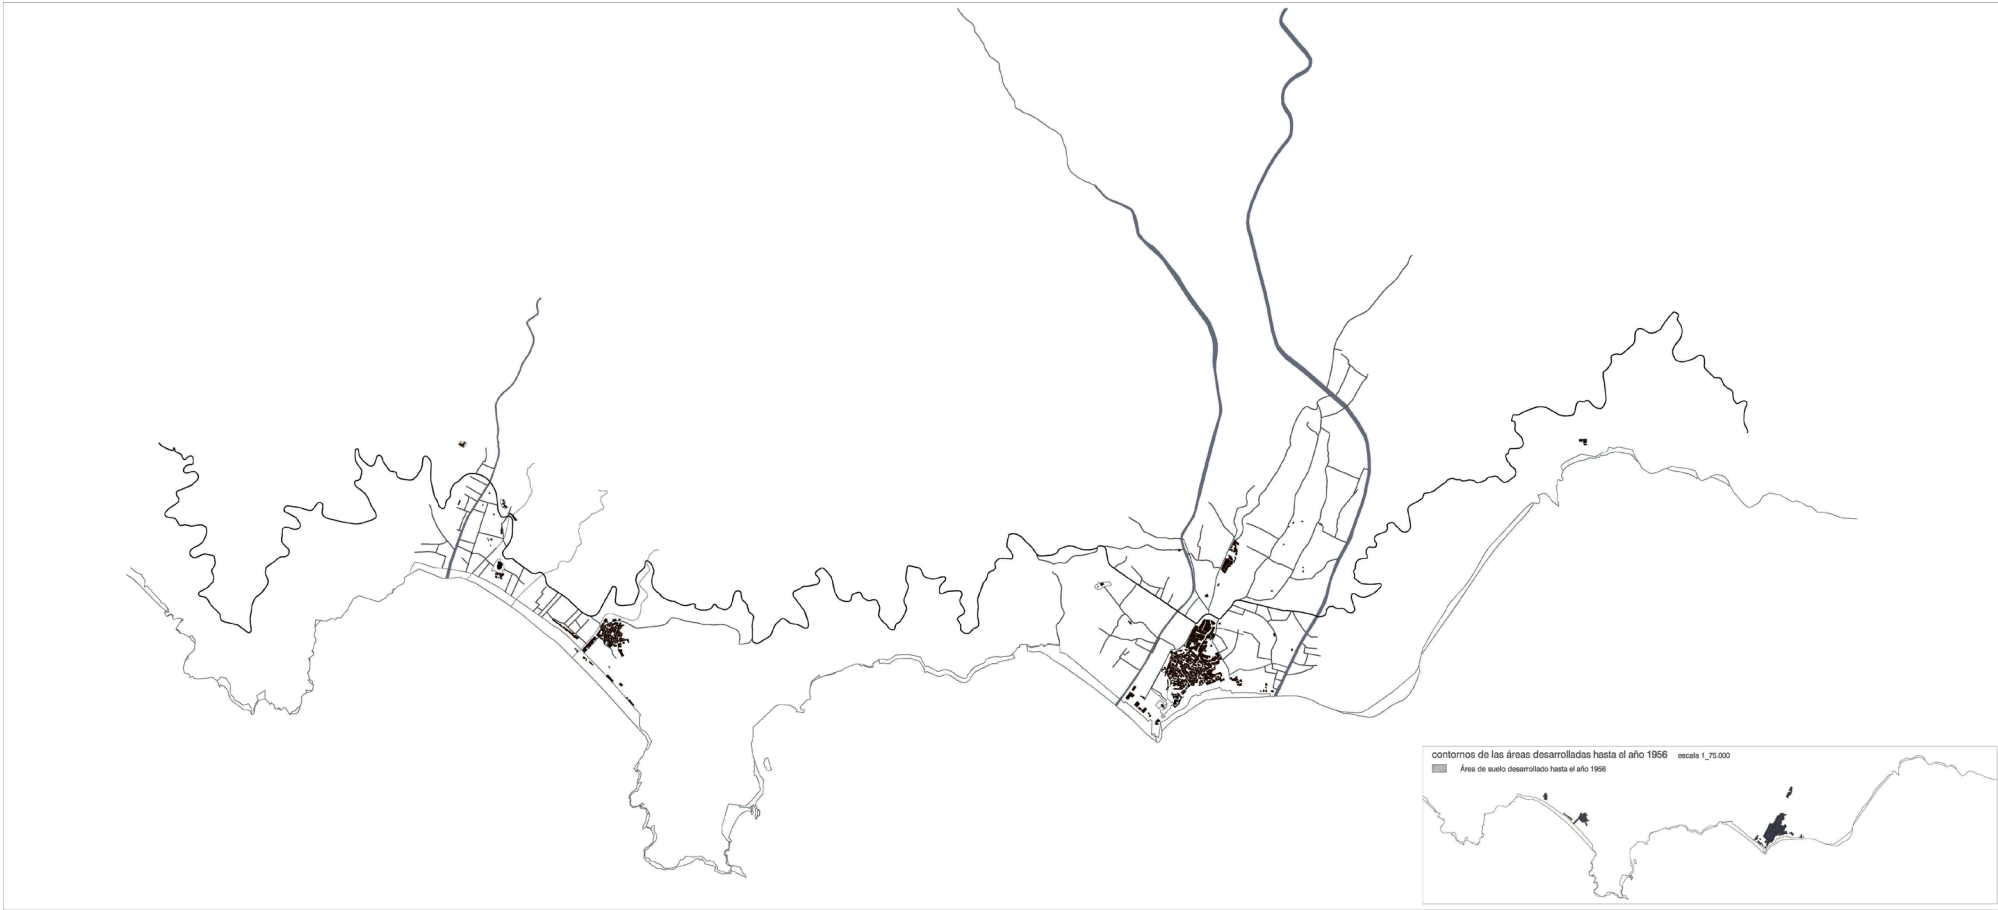 contornos de las áreas desarrolladas hasta el año 1956 escala 1_75.000
Área de suelo desarrollado hasta el año 1956